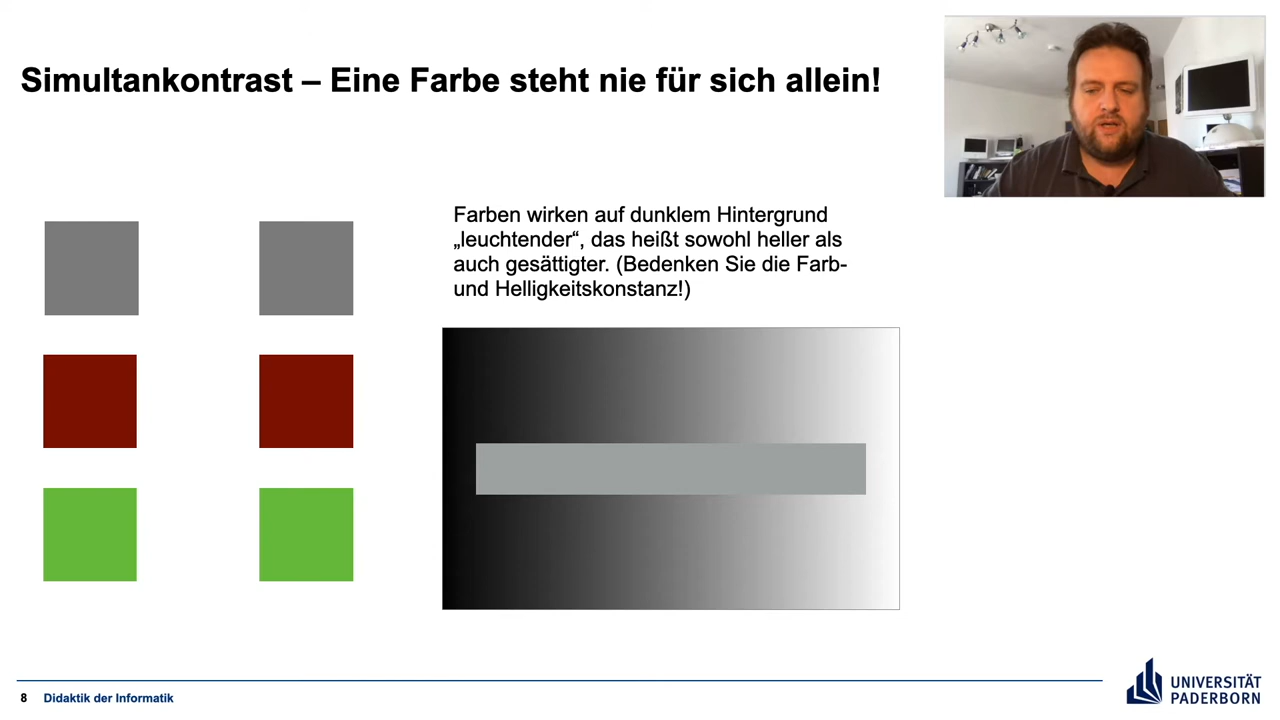 Simultankontrast – Eine Farbe steht nie für sich allein!
Farben wirken auf dunklem Hintergrund
„leuchtender“, das heißt sowohl heller als
auch gesättigter. (Bedenken Sie die Farb-
und Helligkeitskonstanz!)
8 Didaktik der Informatik
UNIVERSITÄT
PADERBORN